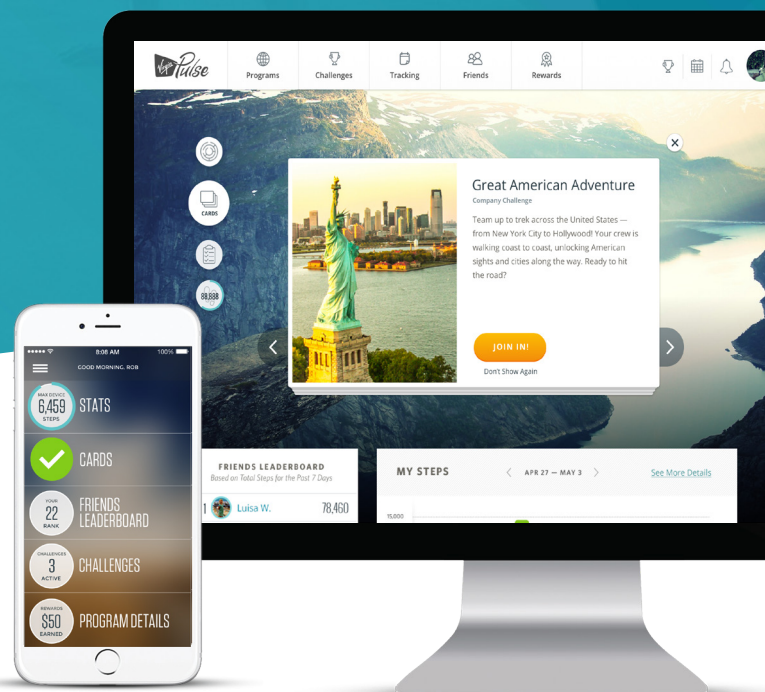 Virgin Pulse
Programs
Challenges
Tracking
Friends
Rewards
CARDS
88,888
Great American Adventure
Company Challenge
Team up to trek across the United States —
from New York City to Hollywood! Your crew is
walking coast to coast, unlocking American
sights and cities along the way. Ready to hit
the road?
JOIN IN!
Don't Show Again
FRIENDS LEADERBOARD
Based on Total Steps for the Past 7 Days
1 Luisa W. 78,460
MY STEPS
APR 27 — MAY 3
See More Details
15,000
8:08 AM 100%
GOOD MORNING, ROB
MAX DEVICE
6,459
STEPS
STATS
CARDS
YOUR
22
RANK
FRIENDS
LEADERBOARD
CHALLENGES
3
ACTIVE
CHALLENGES
REWARDS
$50
EARNED
PROGRAM DETAILS